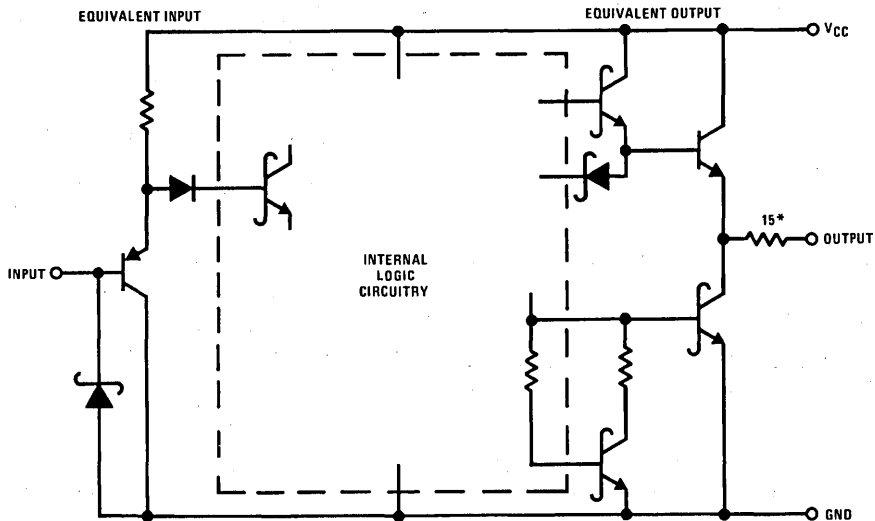 EQUIVALENT INPUT
EQUIVALENT OUTPUT
VCC
15*
OUTPUT
INPUT
INTERNAL
LOGIC
CIRCUITRY
GND